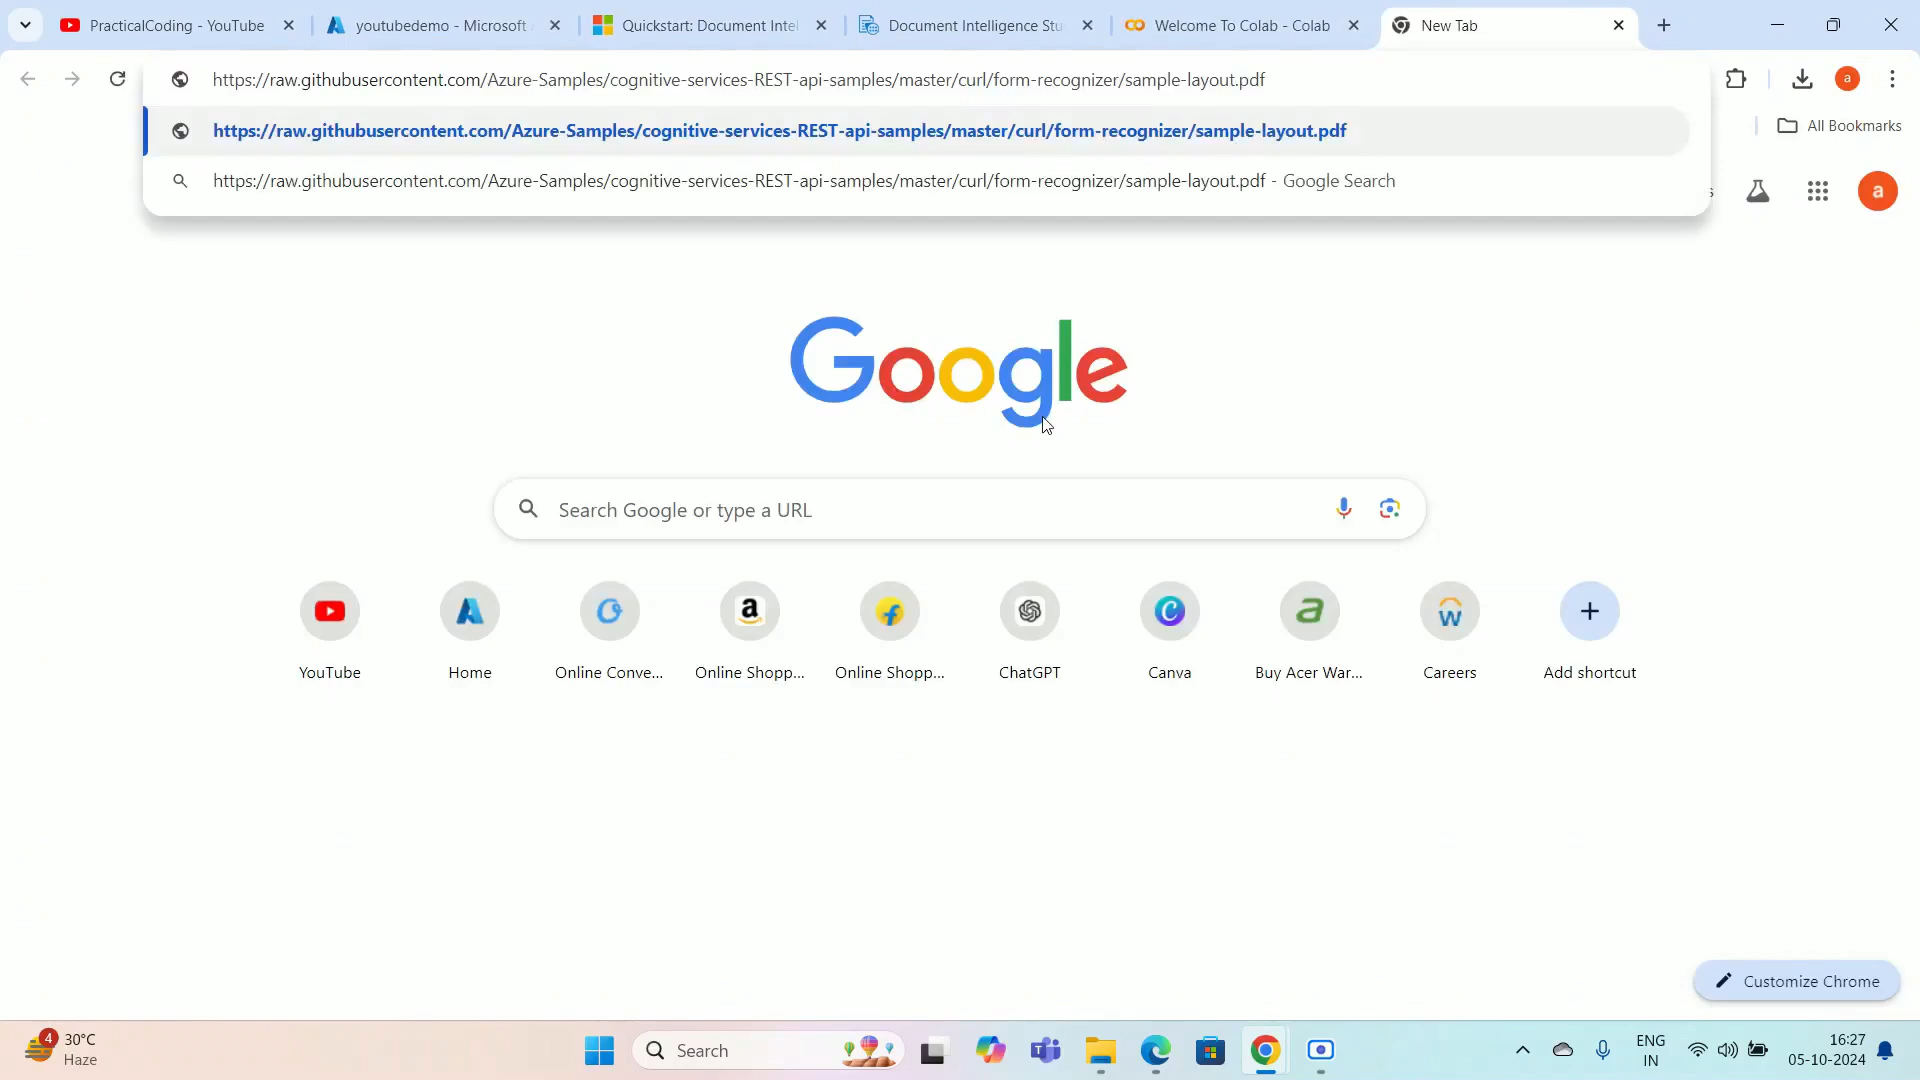 PracticalCoding - YouTube
youtubedemo - Microsoft
Quickstart: Document Intel
Document Intelligence Stu
Welcome To Colab - Colab
New Tab
https://raw.githubusercontent.com/Azure-Samples/cognitive-services-REST-api-samples/master/curl/form-recognizer/sample-layout.pdf
a
https://raw.githubusercontent.com/Azure-Samples/cognitive-services-REST-api-samples/master/curl/form-recognizer/sample-layout.pdf
All Bookmarks
https://raw.githubusercontent.com/Azure-Samples/cognitive-services-REST-api-samples/master/curl/form-recognizer/sample-layout.pdf - Google Search
s
a
Google
Search Google or type a URL
YouTube
Home
Online Conve...
Online Shopp...
Online Shopp...
ChatGPT
Canva
Buy Acer War...
Careers
Add shortcut
Customize Chrome
4
30°C
Haze
Search
ENG
IN
16:27
05-10-2024